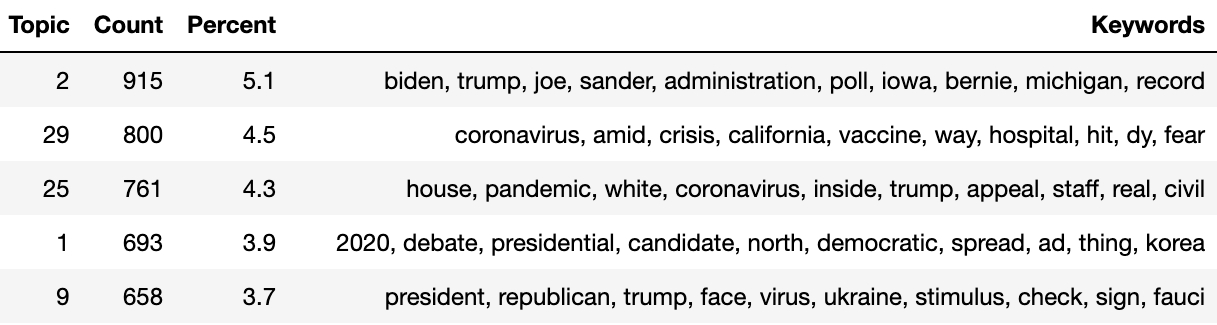 Topic Count Percent Keywords
2 915 5.1 biden, trump, joe, sander, administration, poll, iowa, bernie, michigan, record
29 800 4.5 coronavirus, amid, crisis, california, vaccine, way, hospital, hit, dy, fear
25 761 4.3 house, pandemic, white, coronavirus, inside, trump, appeal, staff, real, civil
1 693 3.9 2020, debate, presidential, candidate, north, democratic, spread, ad, thing, korea
9 658 3.7 president, republican, trump, face, virus, ukraine, stimulus, check, sign, fauci